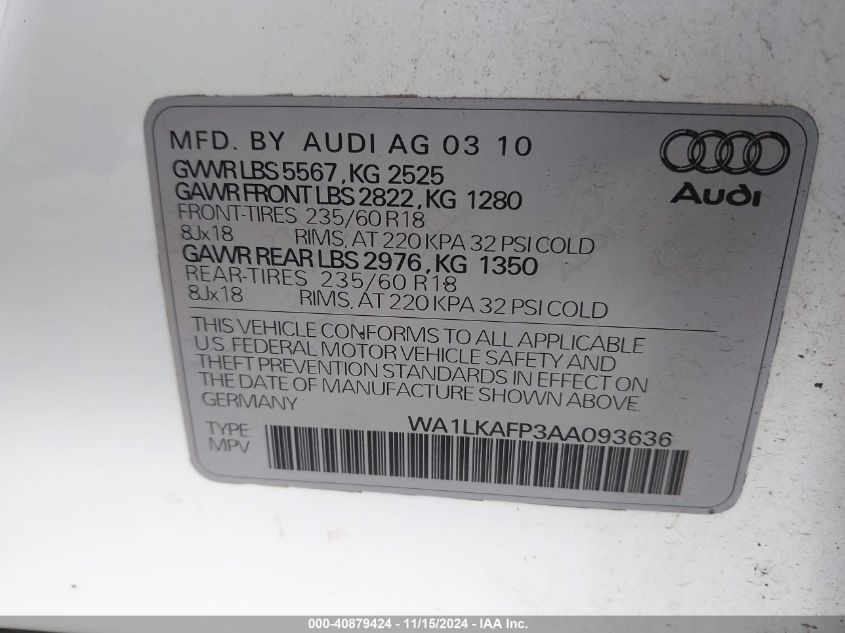 MFD. BY AUDI AG 03 10
GVWR LBS 5567, KG 2525
GAWR FRONT LBS 2822, KG 1280
FRONT-TIRES 235/60 R18
8Jx18 RIMS, AT 220 KPA 32 PSI COLD
GAWR REAR LBS 2976, KG 1350
REAR-TIRES 235/60 R18
8Jx18 RIMS, AT 220 KPA 32 PSI COLD
Audi
THIS VEHICLE CONFORMS TO ALL APPLICABLE
U.S. FEDERAL MOTOR VEHICLE SAFETY AND
THEFT PREVENTION STANDARDS IN EFFECT ON
THE DATE OF MANUFACTURE SHOWN ABOVE.
GERMANY
WA1LKAFP3AA093636
TYPE
MPV
000-40879424 - 11/15/2024 - IAA Inc.